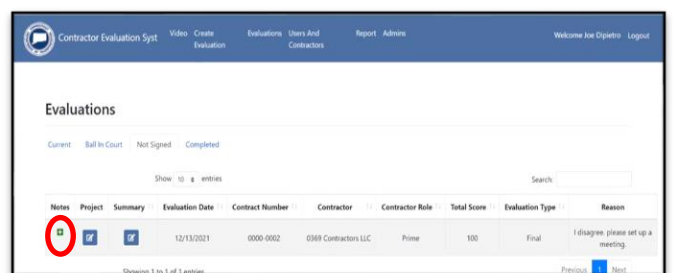 Contractor Evaluation Syst Video Create Evaluation Evaluations Users And Contractors Report Admins Welcome Joe Dipietro Logout
Evaluations
Current Ball In Court Not Signed Completed
Show 10 entries Search:
Notes Project Summary Evaluation Date Contract Number Contractor Contractor Role Total Score Evaluation Type Reason
12/13/2021 0000-0002 0369 Contractors LLC Prime 100 Final I disagree. please set up a meeting.
Showing 1 to 1 of 1 entries Previous 1 Next